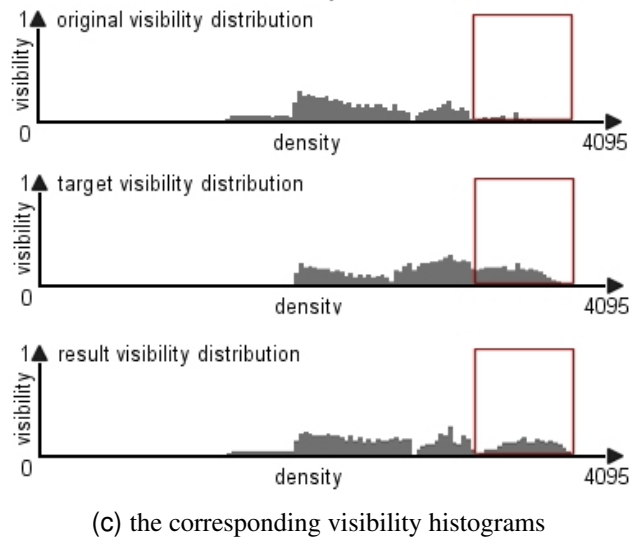 1 original visibility distribution
visibility
0
density 4095
1 target visibility distribution
visibility
0
density 4095
1 result visibility distribution
visibility
0
density 4095
(c) the corresponding visibility histograms